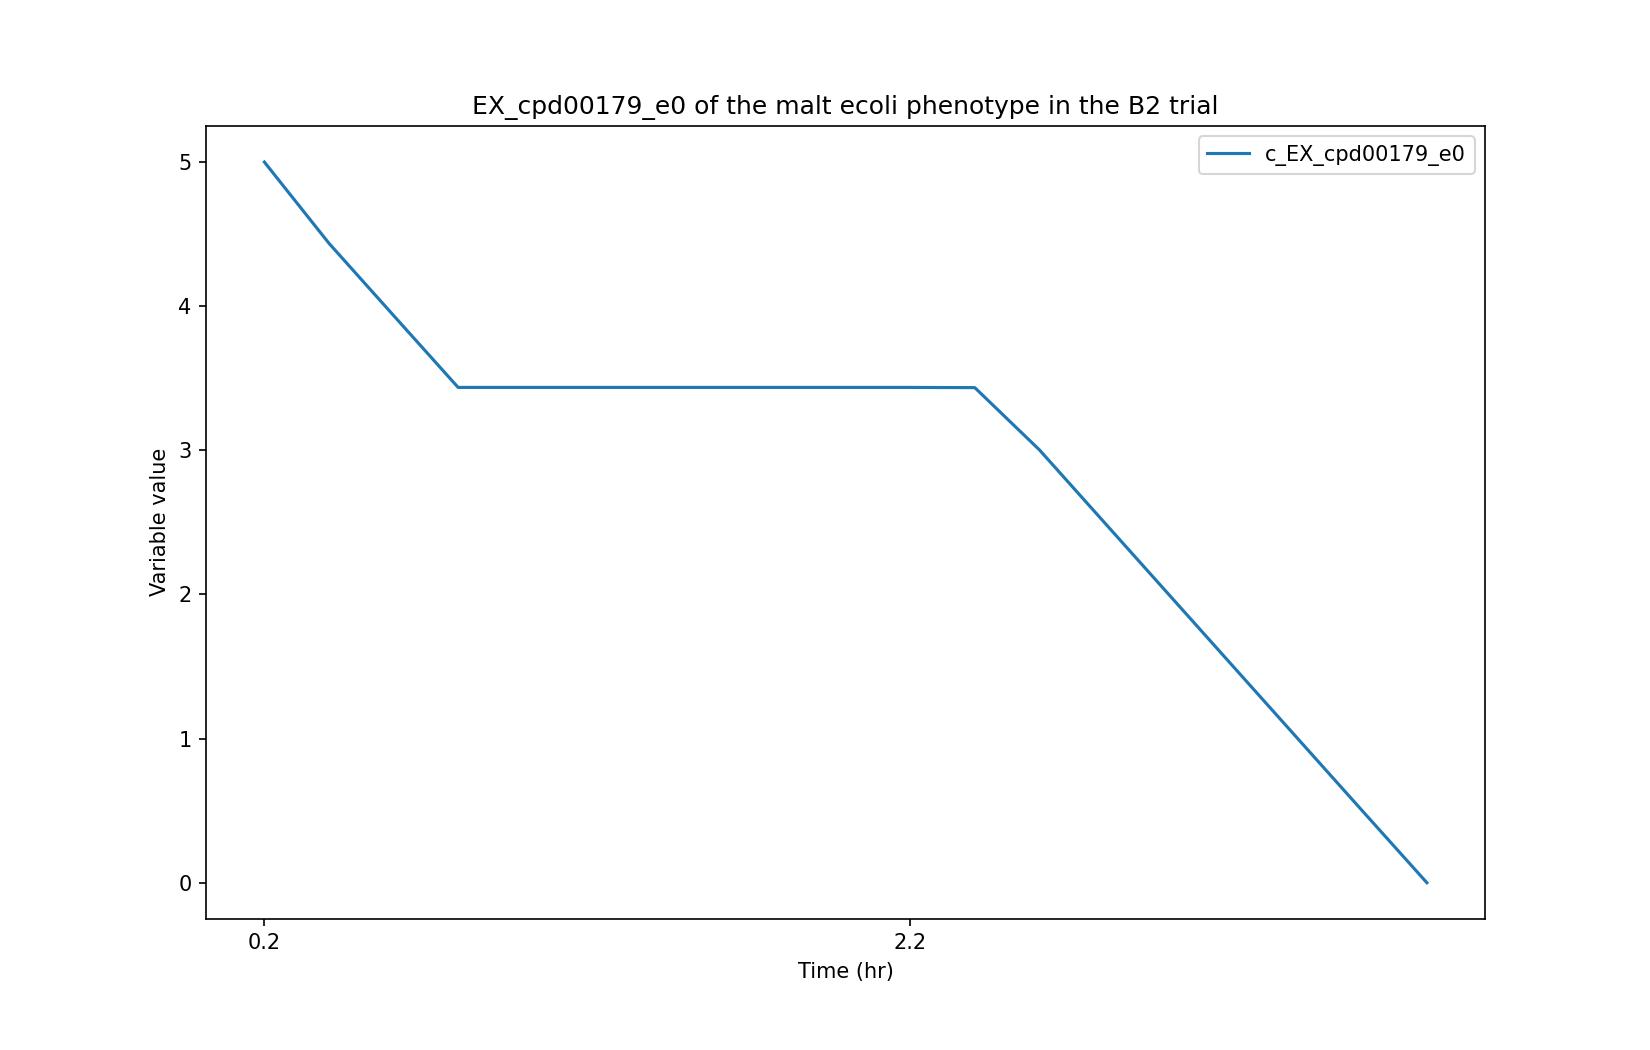 EX_cpd00179_e0 of the malt ecoli phenotype in the B2 trial
c_EX_cpd00179_e0
Variable value
5
4
3
2
1
0
0.2
2.2
Time (hr)